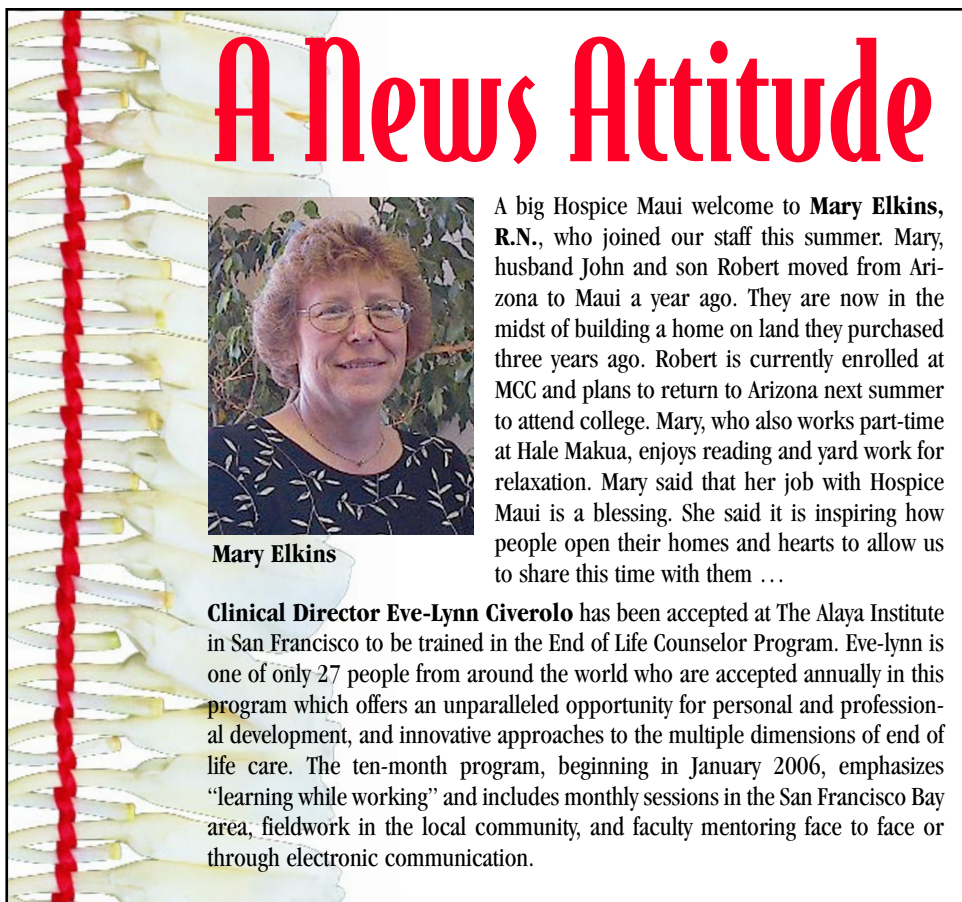 A News Attitude
A big Hospice Maui welcome to Mary Elkins,
R.N., who joined our staff this summer. Mary,
husband John and son Robert moved from Ari-
zona to Maui a year ago. They are now in the
midst of building a home on land they purchased
three years ago. Robert is currently enrolled at
MCC and plans to return to Arizona next summer
to attend college. Mary, who also works part-time
at Hale Makua, enjoys reading and yard work for
relaxation. Mary said that her job with Hospice
Maui is a blessing. She said it is inspiring how
people open their homes and hearts to allow us
to share this time with them …
Mary Elkins
Clinical Director Eve-Lynn Civerolo has been accepted at The Alaya Institute
in San Francisco to be trained in the End of Life Counselor Program. Eve-lynn is
one of only 27 people from around the world who are accepted annually in this
program which offers an unparalleled opportunity for personal and profession-
al development, and innovative approaches to the multiple dimensions of end of
life care. The ten-month program, beginning in January 2006, emphasizes
“learning while working” and includes monthly sessions in the San Francisco Bay
area, fieldwork in the local community, and faculty mentoring face to face or
through electronic communication.